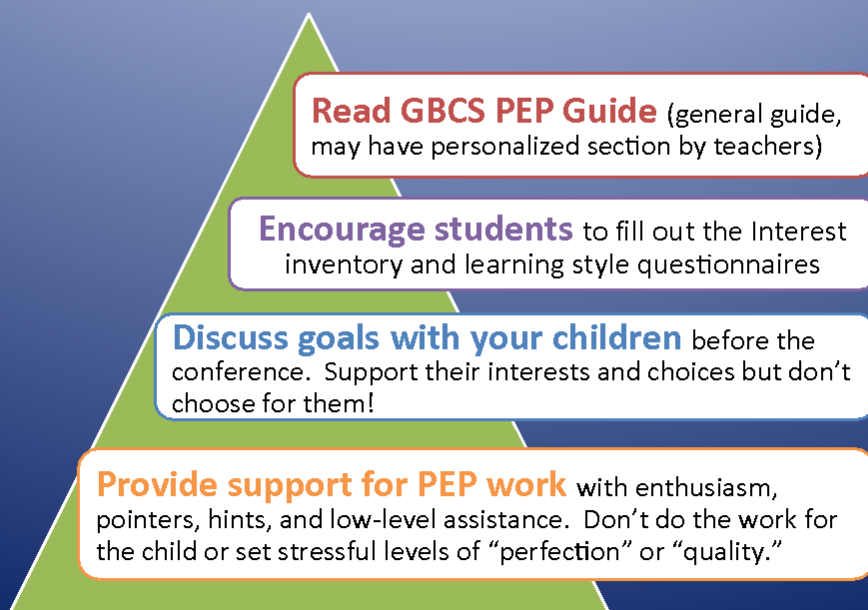 Read GBCS PEP Guide (general guide,
may have personalized section by teachers)
Encourage students to fill out the Interest
inventory and learning style questionnaires
Discuss goals with your children before the
conference.  Support their interests and choices but don’t
choose for them!
Provide support for PEP work with enthusiasm,
pointers, hints, and low-level assistance.  Don’t do the work for
the child or set stressful levels of “perfection” or “quality.”